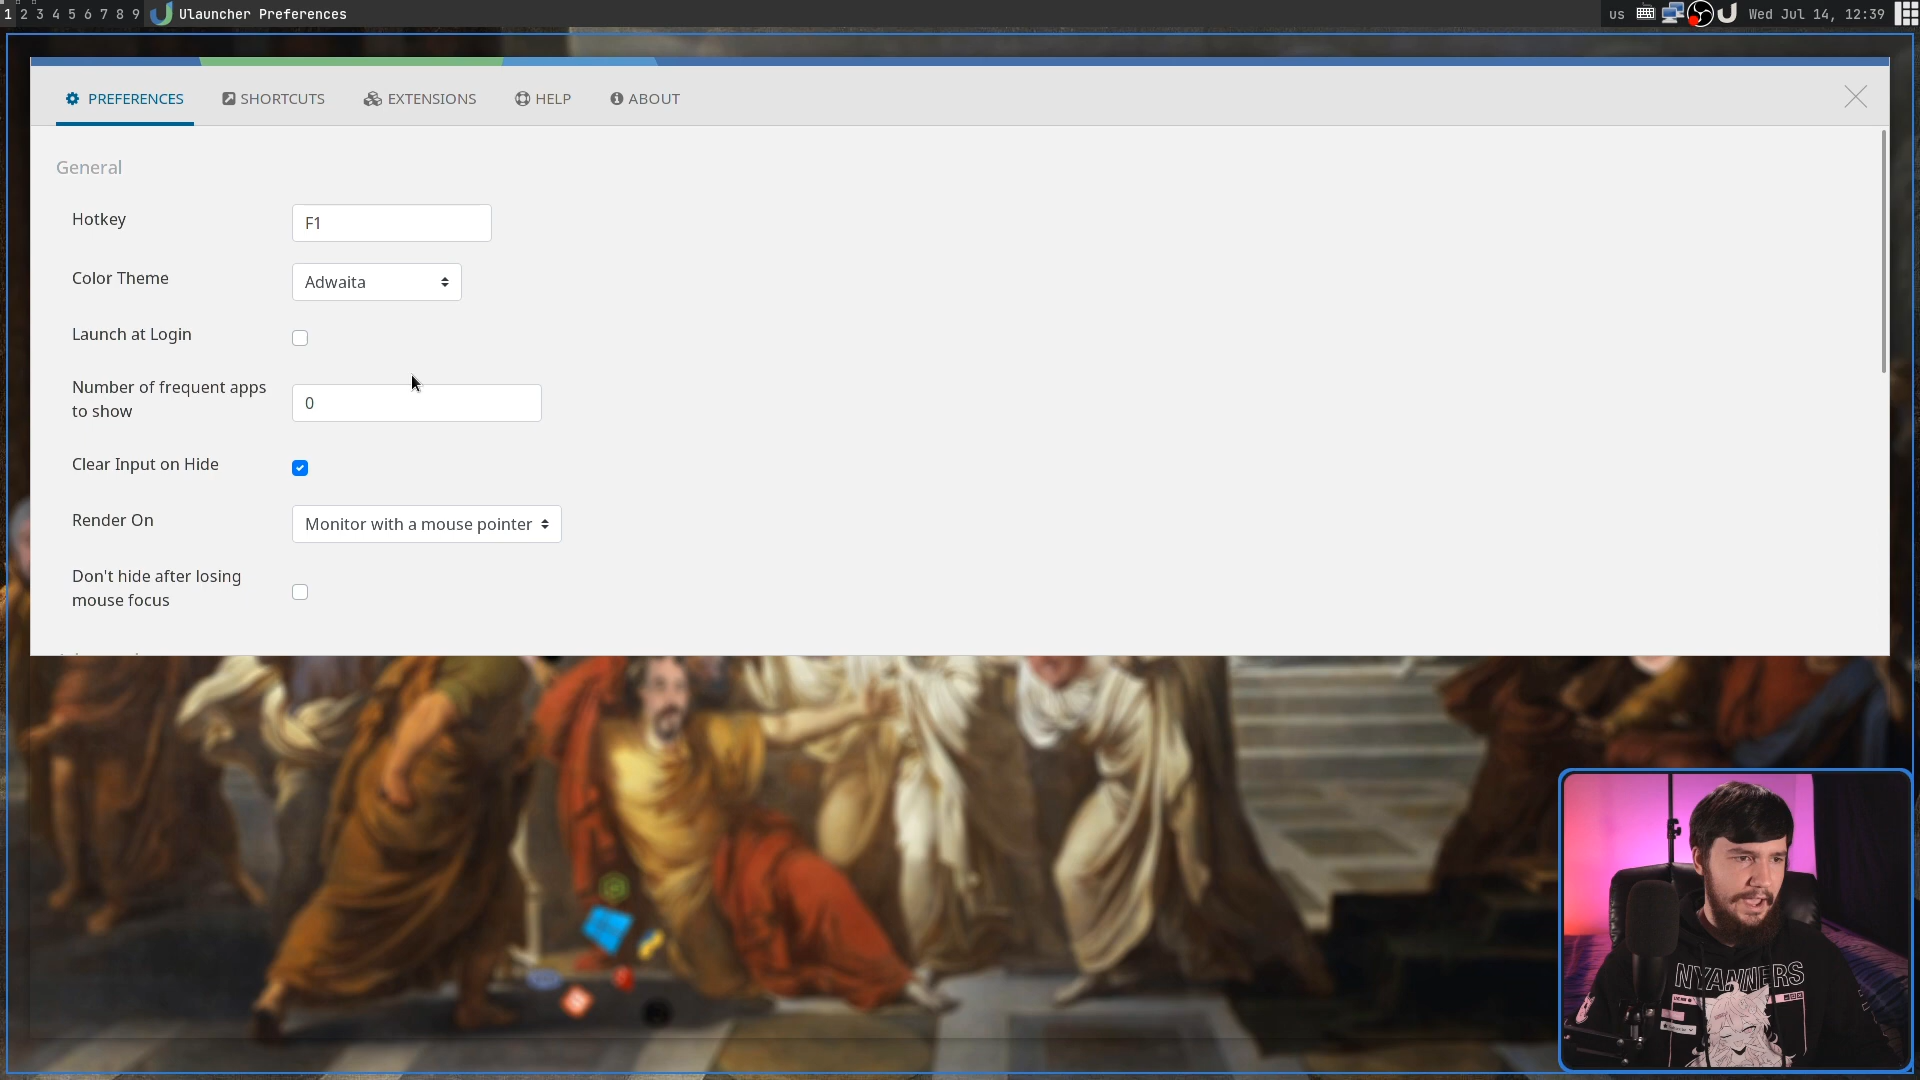 1 2 3 4 5 6 7 8 9 Ulauncher Preferences us Wed Jul 14, 12:39
PREFERENCES SHORTCUTS EXTENSIONS HELP ABOUT
General
Hotkey F1
Color Theme Adwaita
Launch at Login
Number of frequent apps
to show
0
Clear Input on Hide
Render On Monitor with a mouse pointer
Don't hide after losing
mouse focus
NYANNERS